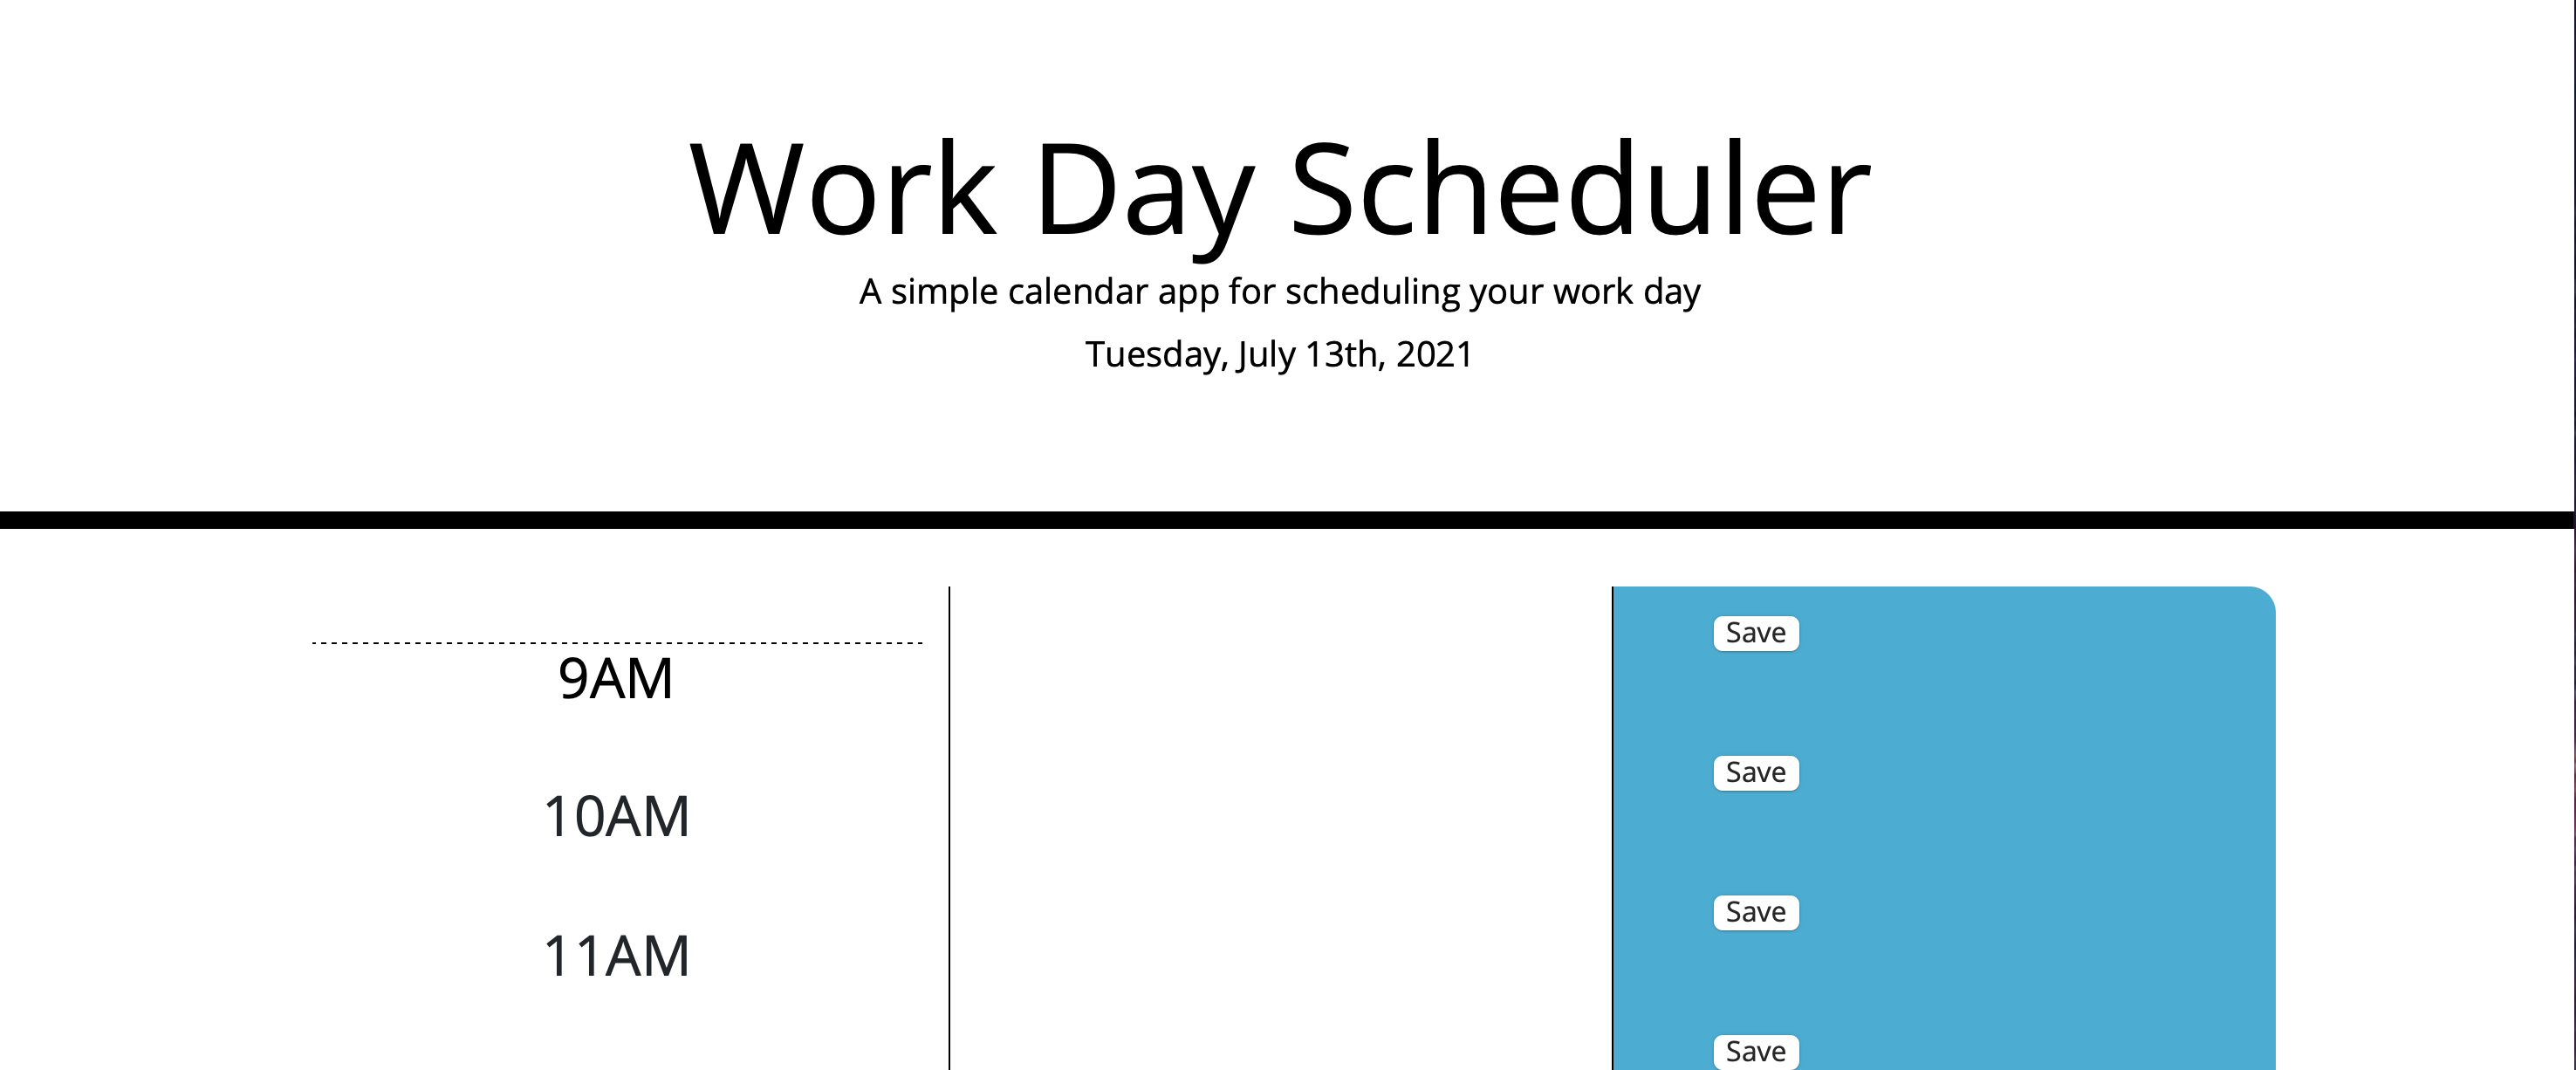 Work Day Scheduler
A simple calendar app for scheduling your work day
Tuesday, July 13th, 2021
Save
9AM
Save
10AM
Save
11AM
Save